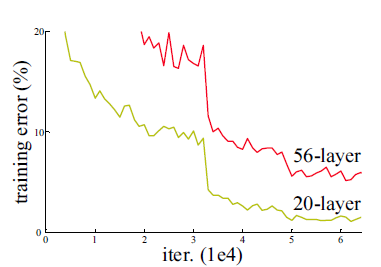 training error (%)
20
10
0
56-layer
20-layer
0 1 2 3 4 5 6
iter. (1e4)